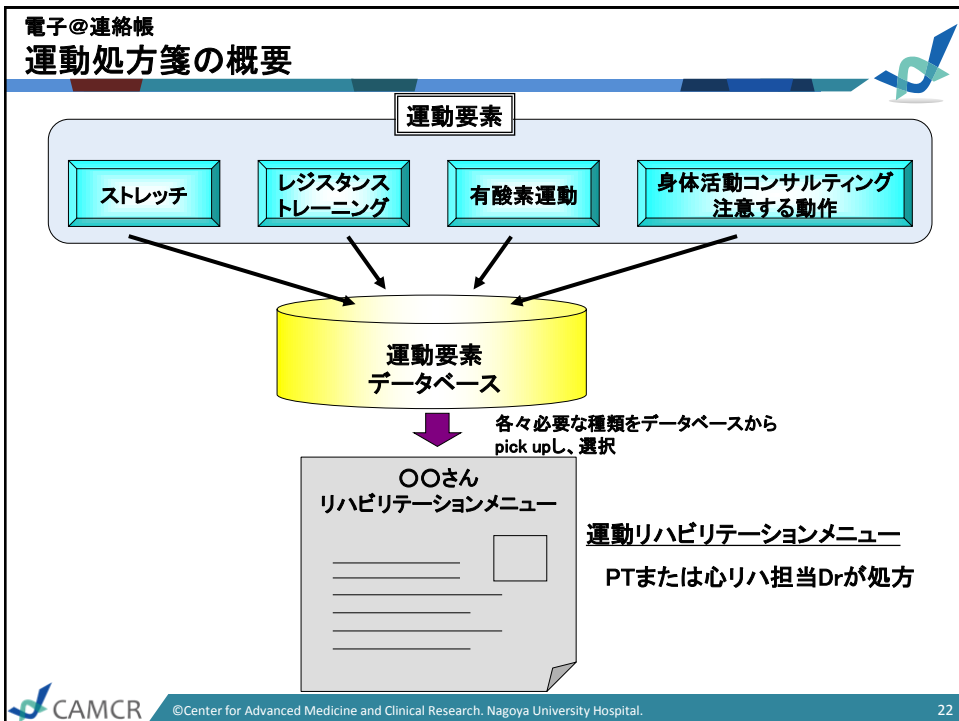 電子@連絡帳
運動処方箋の概要
運動要素
ストレッチ
レジスタンス
トレーニング
有酸素運動
身体活動コンサルティング
注意する動作
運動要素
データベース
各々必要な種類をデータベースから
pick upし、選択
〇〇さん
リハビリテーションメニュー
運動リハビリテーションメニュー
PTまたは心リハ担当Drが処方
CAMCR
©Center for Advanced Medicine and Clinical Research. Nagoya University Hospital.
22